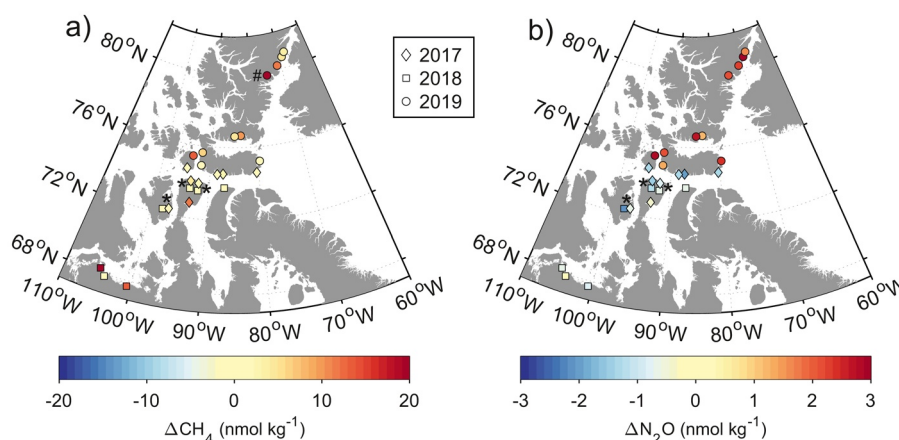 a)
80°N
76°N
72°N
68°N
110°W
100°W
90°W
80°W
70°W
60°W
#
*
*
*
2017
2018
2019
-20 -10 0 10 20
ΔCH₄ (nmol kg⁻¹)
b)
80°N
76°N
72°N
68°N
110°W
100°W
90°W
80°W
70°W
60°W
*
*
*
-3 -2 -1 0 1 2 3
ΔN₂O (nmol kg⁻¹)